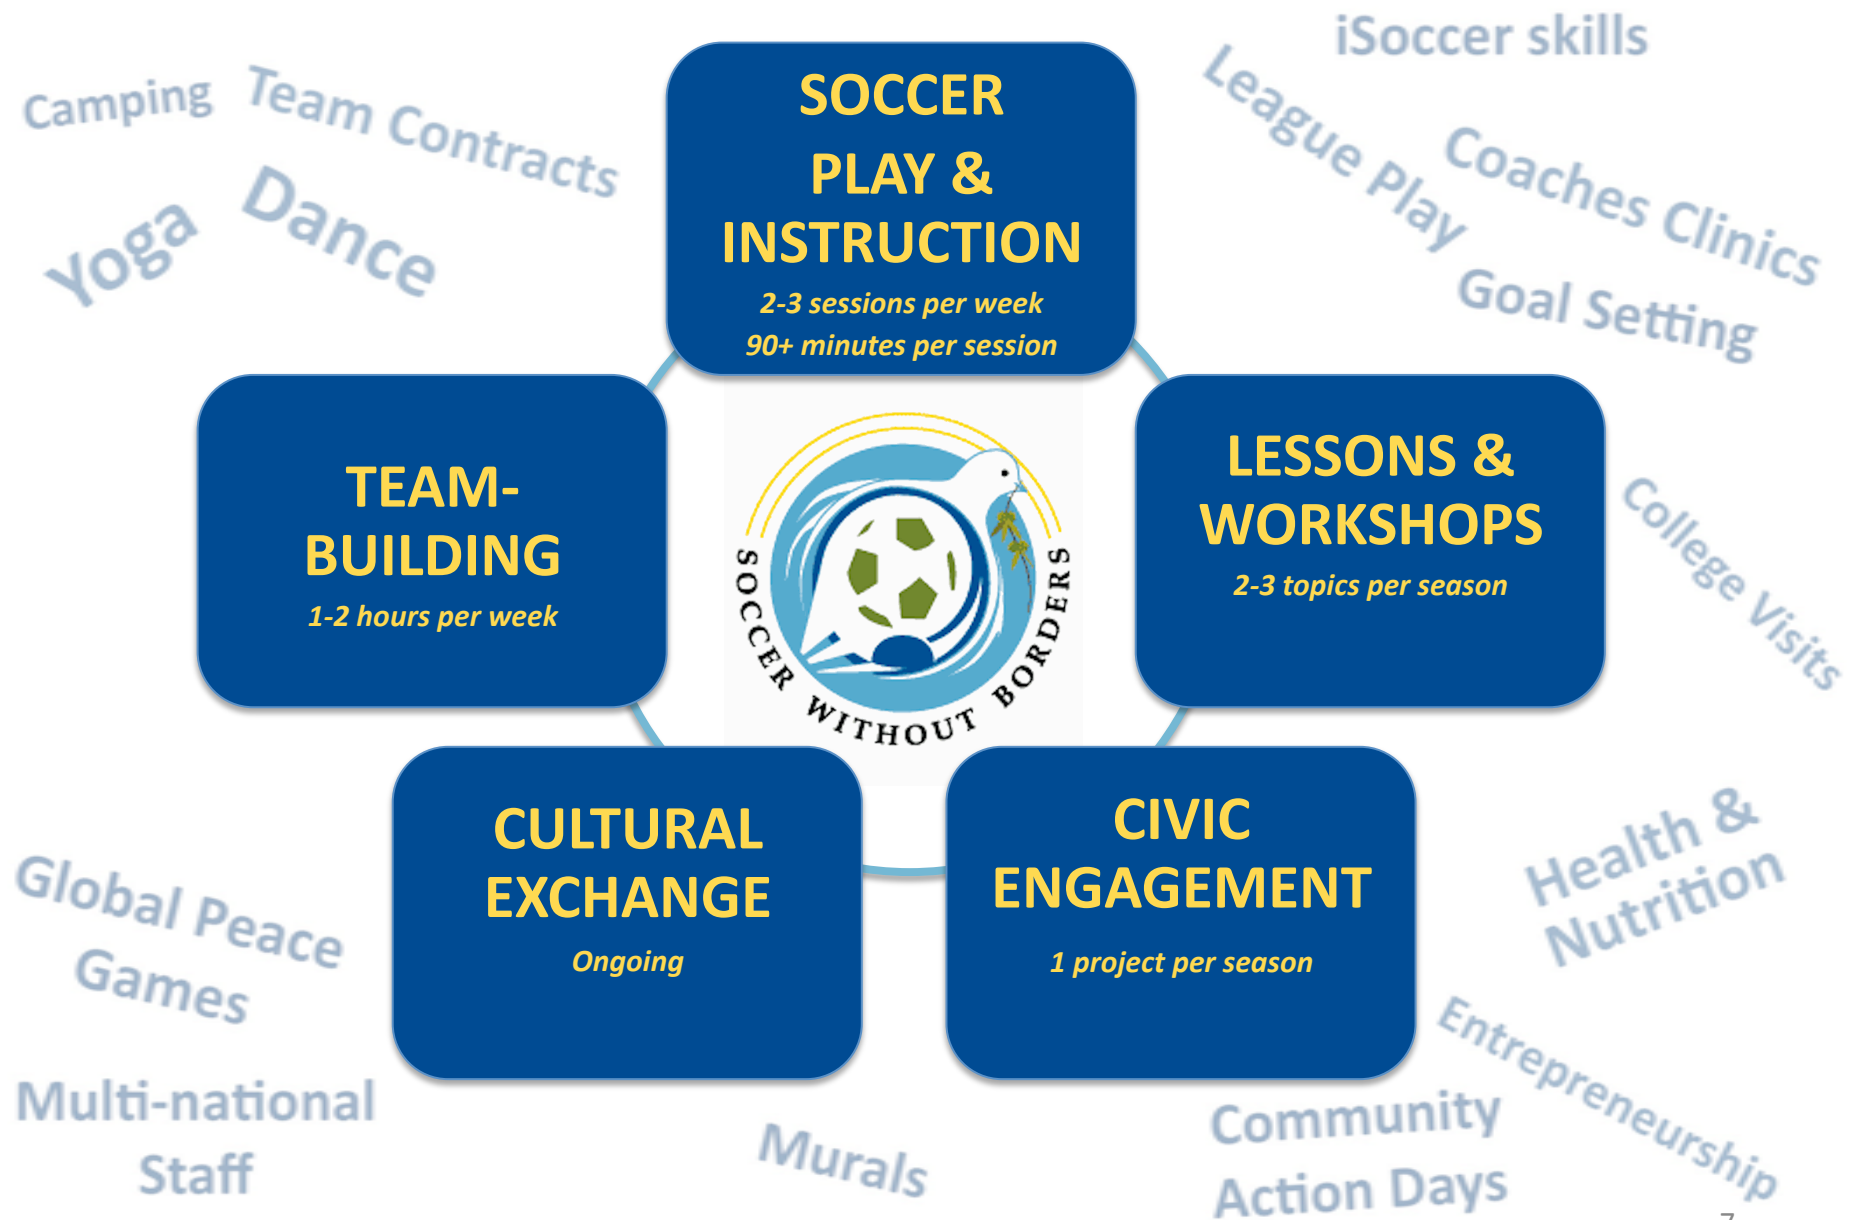 iSoccer skills
Camping
Team Contracts
League Play
Coaches Clinics
Yoga
Dance
Goal Setting
SOCCER
PLAY &
INSTRUCTION
2-3 sessions per week
90+ minutes per session
TEAM-
BUILDING
1-2 hours per week
SOCCER WITHOUT BORDERS
LESSONS &
WORKSHOPS
2-3 topics per season
College Visits
CULTURAL
EXCHANGE
Ongoing
CIVIC
ENGAGEMENT
1 project per season
Global Peace
Games
Health &
Nutrition
Multi-national
Staff
Murals
Community
Action Days
Entrepreneurship